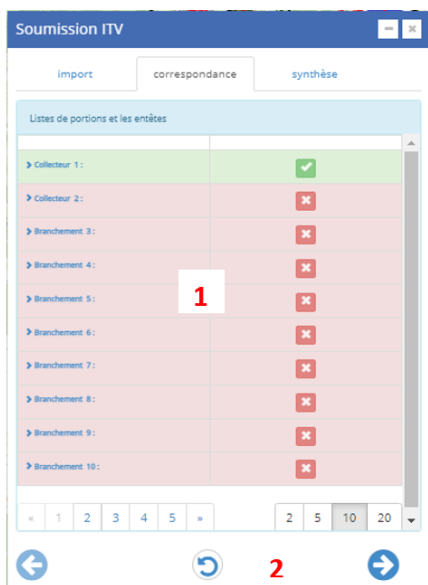 Soumission ITV
import correspondance synthèse
Listes de portions et les entêtes
Collecteur 1 :
Collecteur 2 :
Branchement 3 :
Branchement 4 :
Branchement 5 :
1
Branchement 6 :
Branchement 7 :
Branchement 8 :
Branchement 9 :
Branchement 10 :
« 1 2 3 4 5 » 2 5 10 20
2